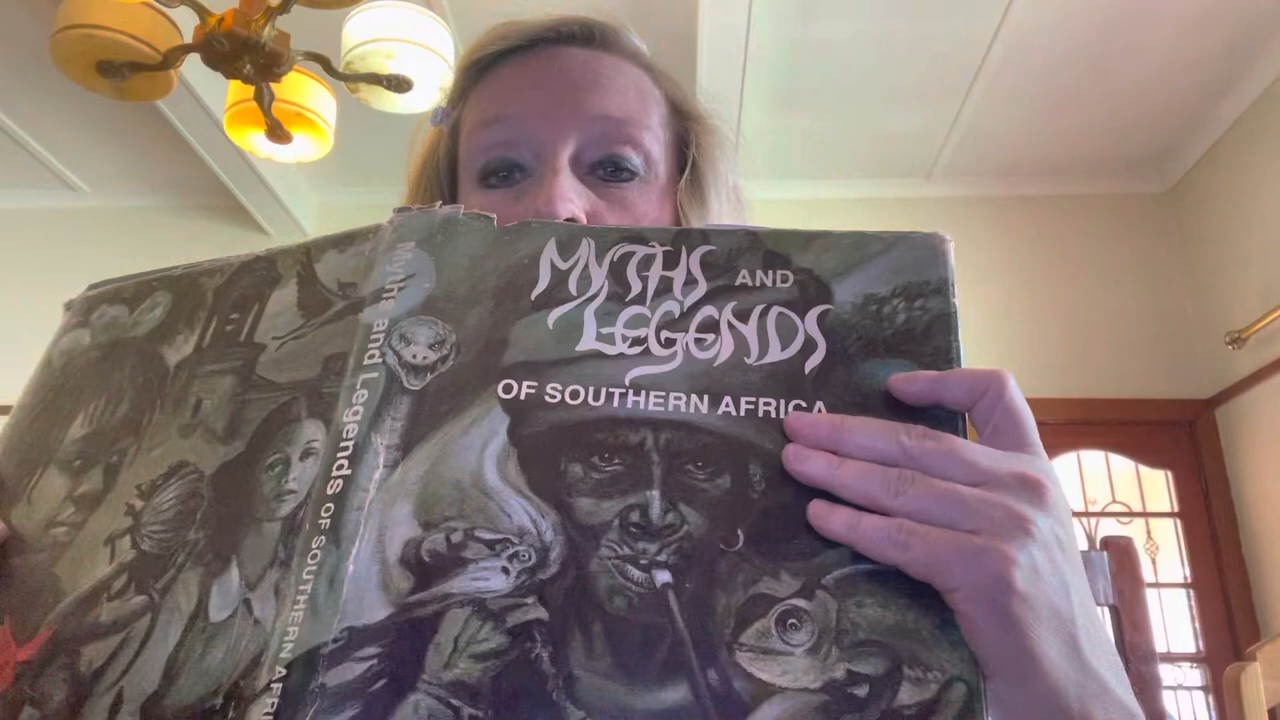 MYTHS AND
LEGENDS
OF SOUTHERN AFRICA
Myths and Legends OF SOUTHERN AFRI